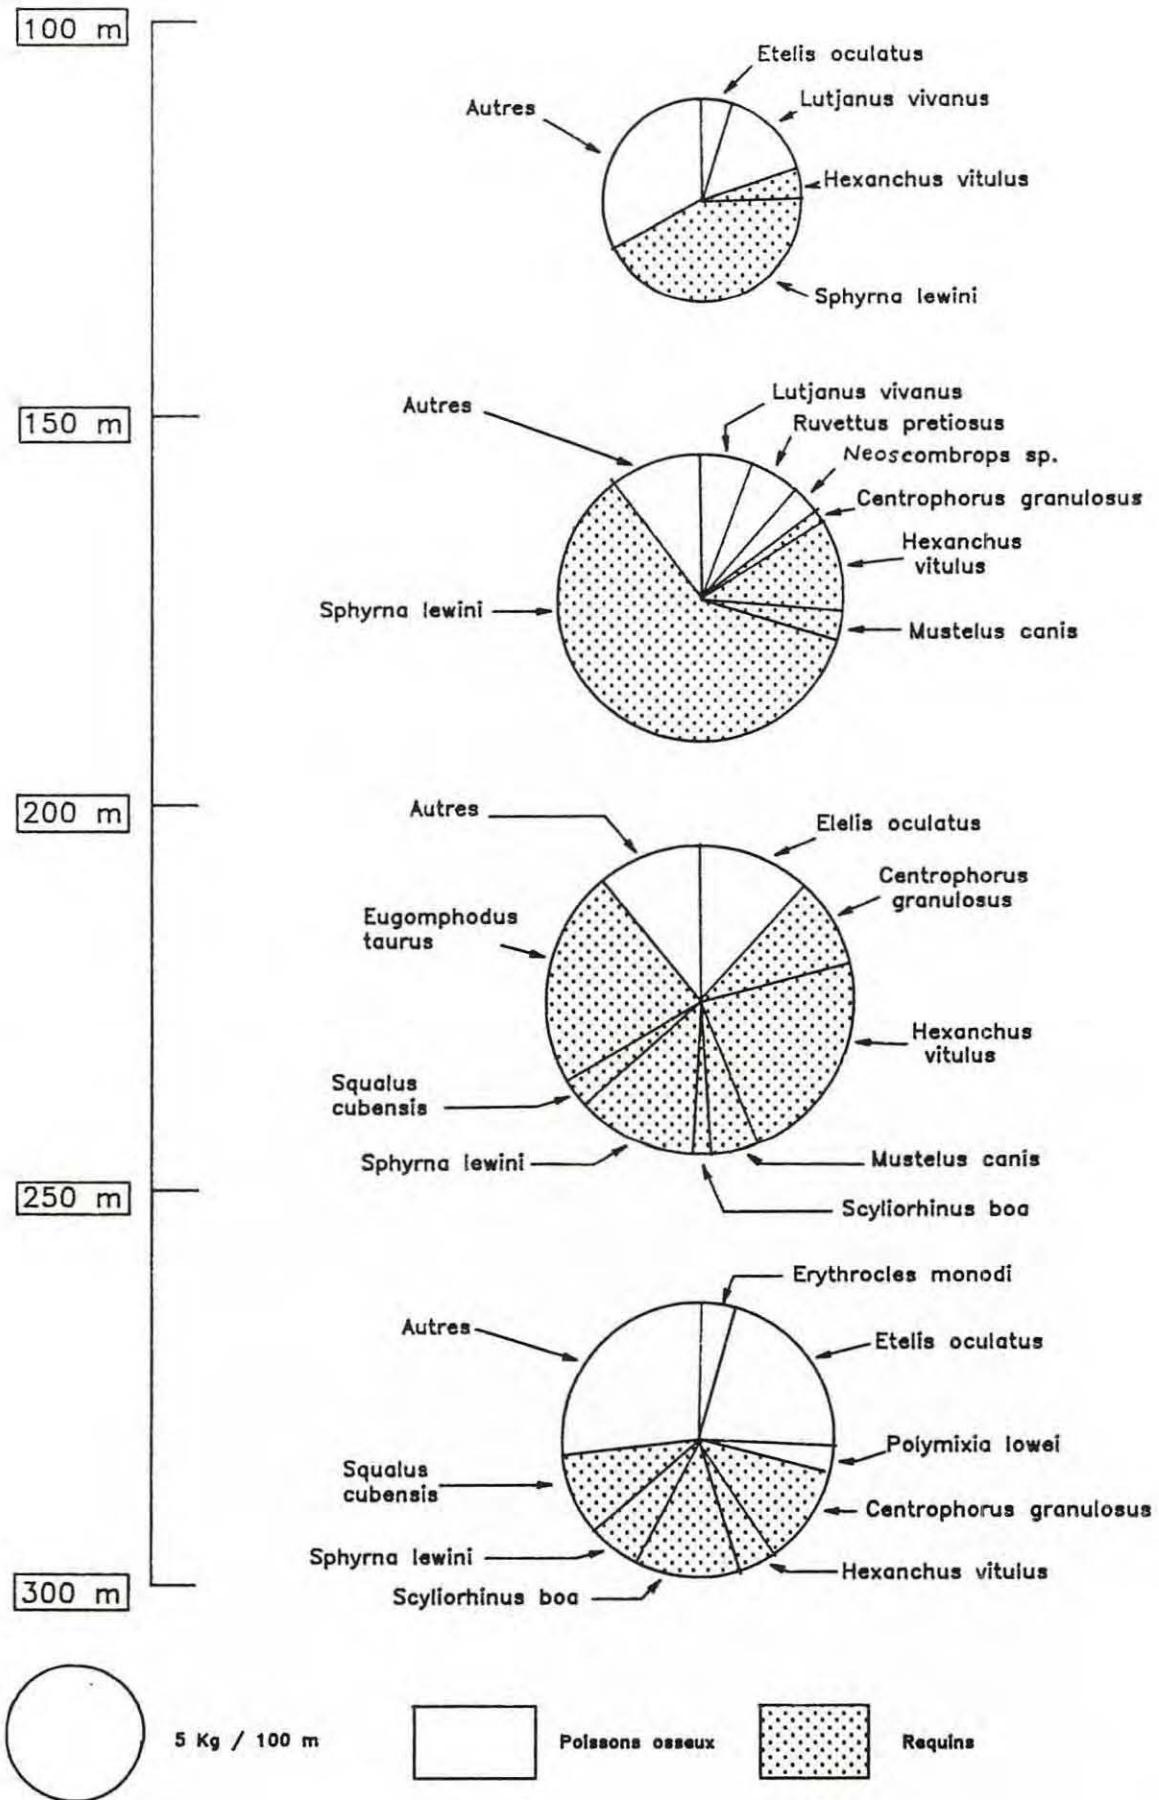 100 m
Etelis oculatus
Lutjanus vivanus
Autres
Hexanchus vitulus
Sphyrna lewini
150 m
Lutjanus vivanus
Autres
Ruvettus pretiosus
Neoscombrops sp.
Centrophorus granulosus
Hexanchus
vitulus
Sphyrna lewini
Mustelus canis
200 m
Autres
Elelis oculatus
Centrophorus
granulosus
Eugomphodus
taurus
Hexanchus
vitulus
Squalus
cubensis
Sphyrna lewini
Mustelus canis
250 m
Scyliorhinus boa
Erythrocles monodi
Autres
Etelis oculatus
Polymixia lowei
Squalus
cubensis
Centrophorus granulosus
Sphyrna lewini
Hexanchus vitulus
300 m
Scyliorhinus boa
5 Kg / 100 m
Poissons osseux
Requins